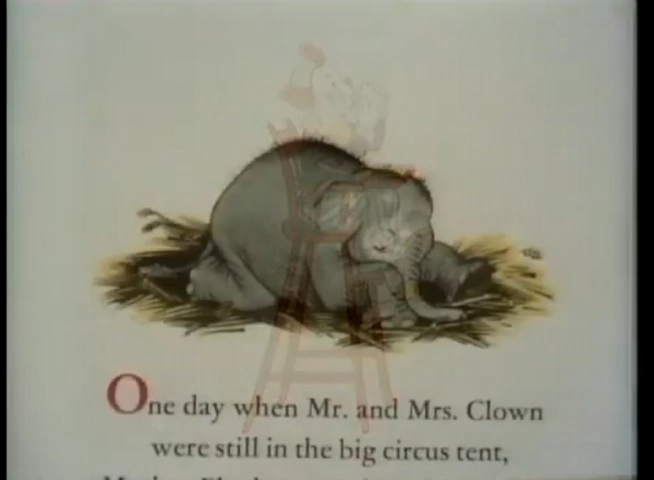 One day when Mr. and Mrs. Clown
were still in the big circus tent,